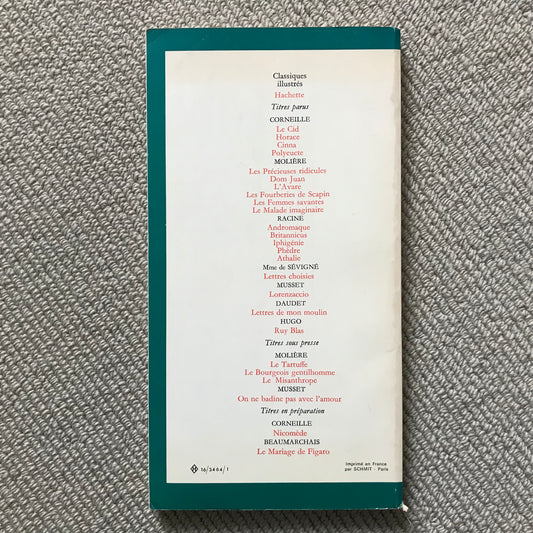 Classiques
illustrés
Hachette
Titres parus
CORNEILLE
Le Cid
Horace
Cinna
Polyeucte
MOLIÈRE
Les Précieuses ridicules
Dom Juan
L'Avare
Les Fourberies de Scapin
Les Femmes savantes
Le Malade imaginaire
RACINE
Andromaque
Britannicus
Iphigénie
Phèdre
Athalie
Mme de SÉVIGNÉ
Lettres choisies
MUSSET
Lorenzaccio
DAUDET
Lettres de mon moulin
HUGO
Ruy Blas
Titres sous presse
MOLIÈRE
Le Tartuffe
Le Bourgeois gentilhomme
Le Misanthrope
MUSSET
On ne badine pas avec l'amour
Titres en préparation
CORNEILLE
Nicomède
BEAUMARCHAIS
Le Mariage de Figaro
16/3464/1
Imprimé en France
par SCHMIT - Paris